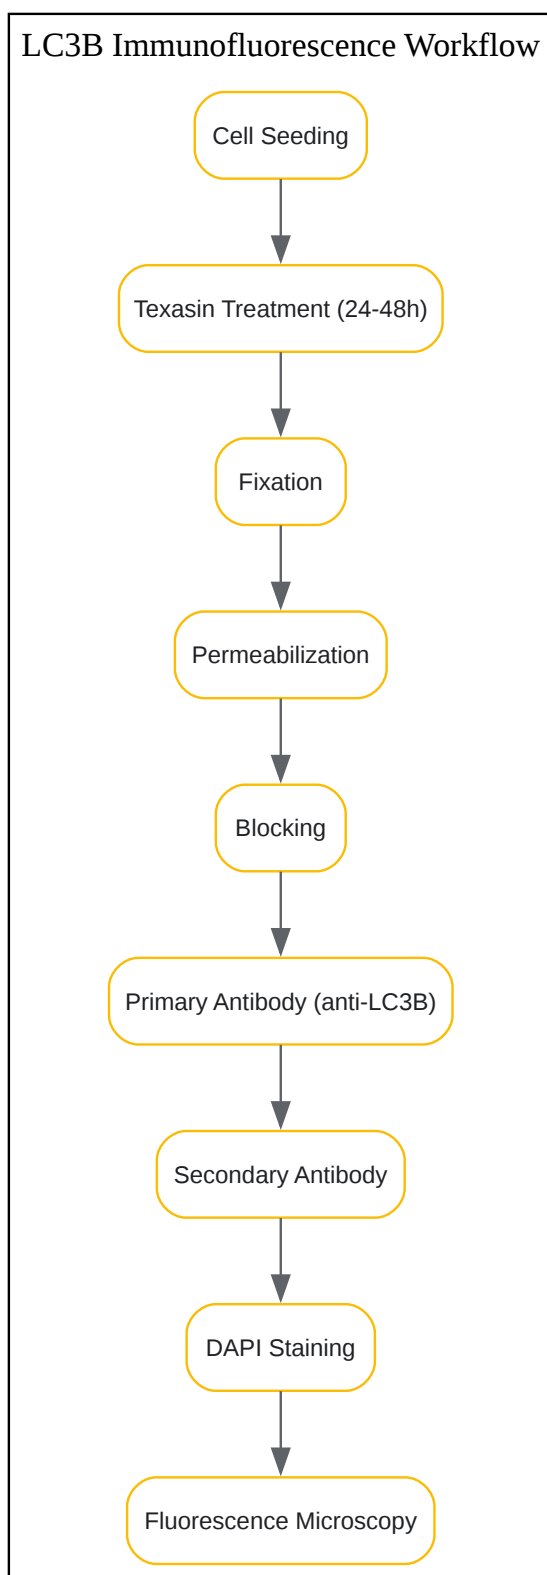 LC3B Immunofluorescence Workflow
Cell Seeding
Texasin Treatment (24-48h)
Fixation
Permeabilization
Blocking
Primary Antibody (anti-LC3B)
Secondary Antibody
DAPI Staining
Fluorescence Microscopy